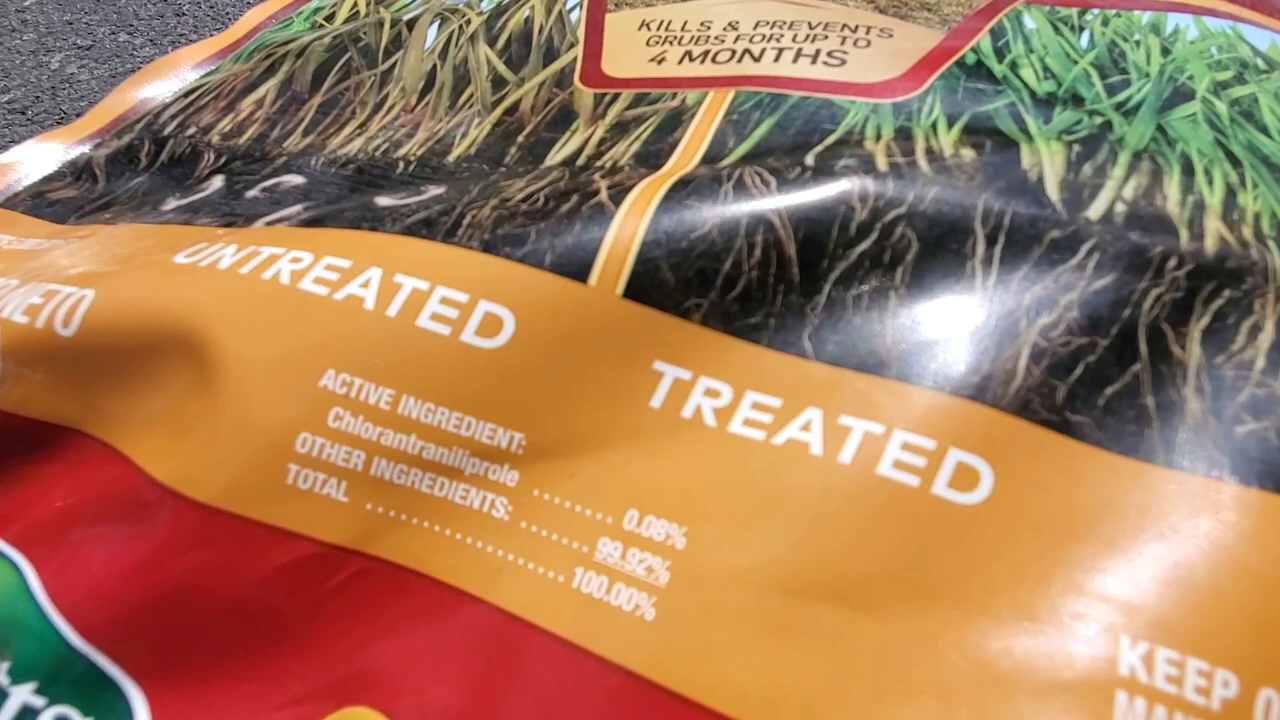 KILLS & PREVENTS
GRUBS FOR UP TO
4 MONTHS
UNTREATED
TREATED
ACTIVE INGREDIENT:
Chlorantraniliprole ........ 0.08%
OTHER INGREDIENTS: ........ 99.92%
TOTAL ........................ 100.00%
KEEP